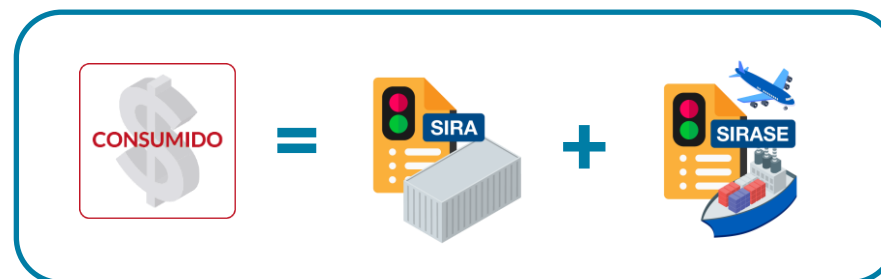 CONSUMIDO
=
SIRA
+
SIRASE